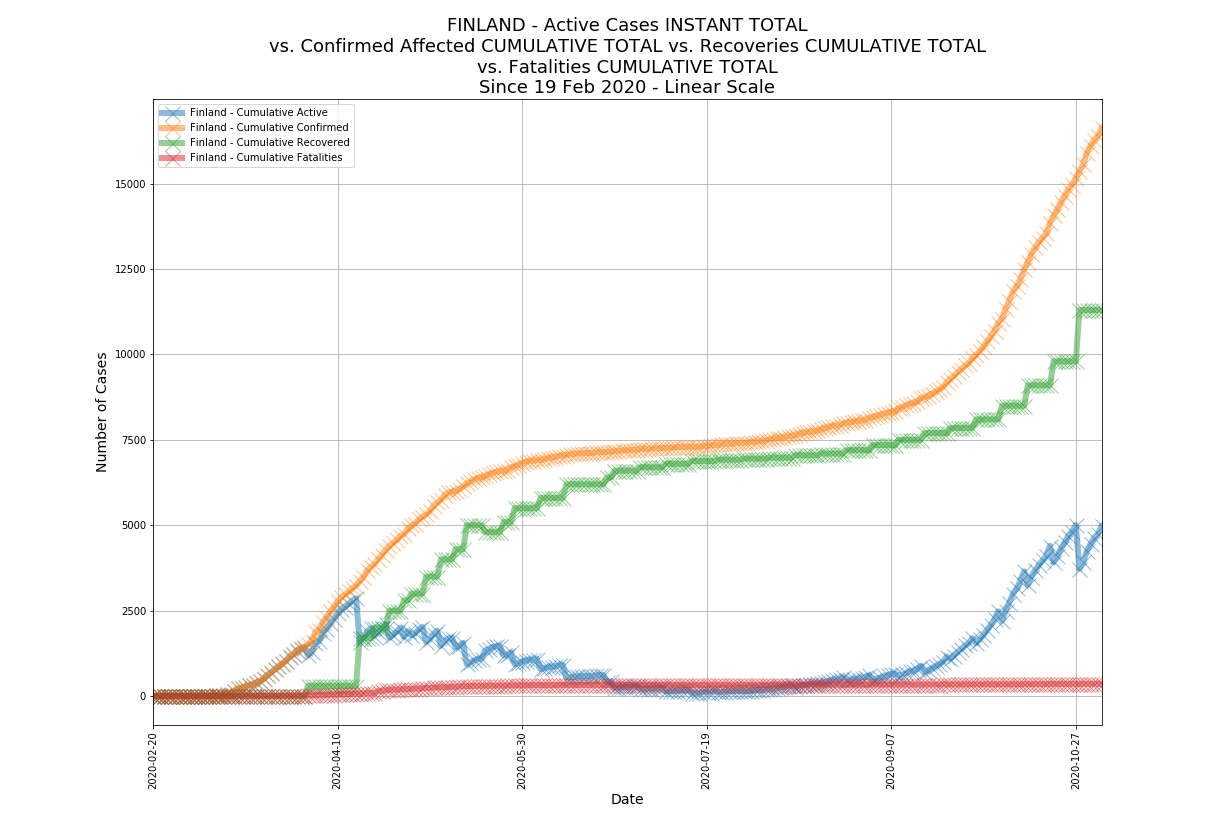 FINLAND - Active Cases INSTANT TOTAL
vs. Confirmed Affected CUMULATIVE TOTAL vs. Recoveries CUMULATIVE TOTAL
vs. Fatalities CUMULATIVE TOTAL
Since 19 Feb 2020 - Linear Scale
Finland - Cumulative Active
Finland - Cumulative Confirmed
Finland - Cumulative Recovered
Finland - Cumulative Fatalities
Number of Cases
15000
12500
10000
7500
5000
2500
0
2020-02-20
2020-04-10
2020-05-30
2020-07-19
2020-09-07
2020-10-27
Date